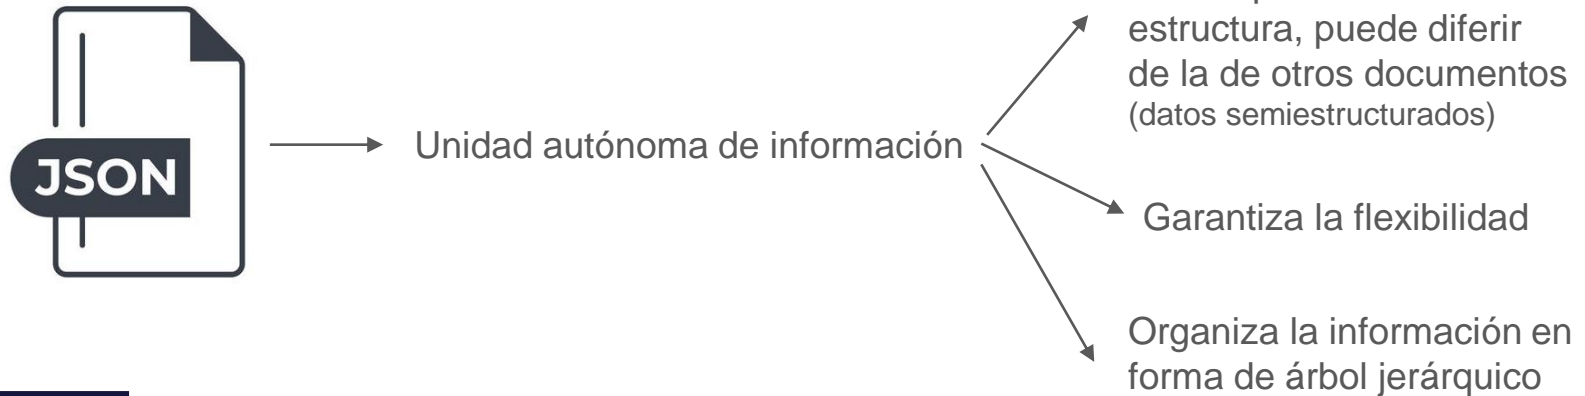 JSON
Unidad autónoma de información
estructura, puede diferir
de la de otros documentos
(datos semiestructurados)
Garantiza la flexibilidad
Organiza la información en
forma de árbol jerárquico